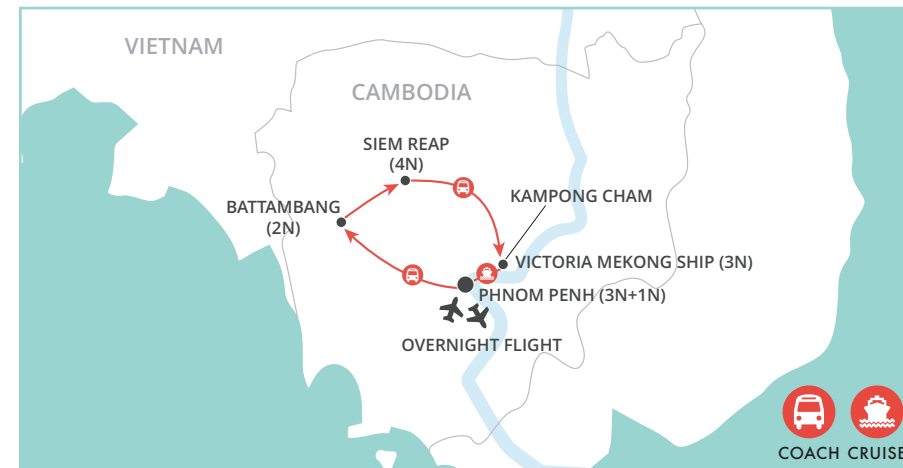 VIETNAM
CAMBODIA
SIEM REAP
(4N)
KAMPONG CHAM
BATTAMBANG
(2N)
VICTORIA MEKONG SHIP (3N)
PHNOM PENH (3N+1N)
OVERNIGHT FLIGHT
COACH CRUISE